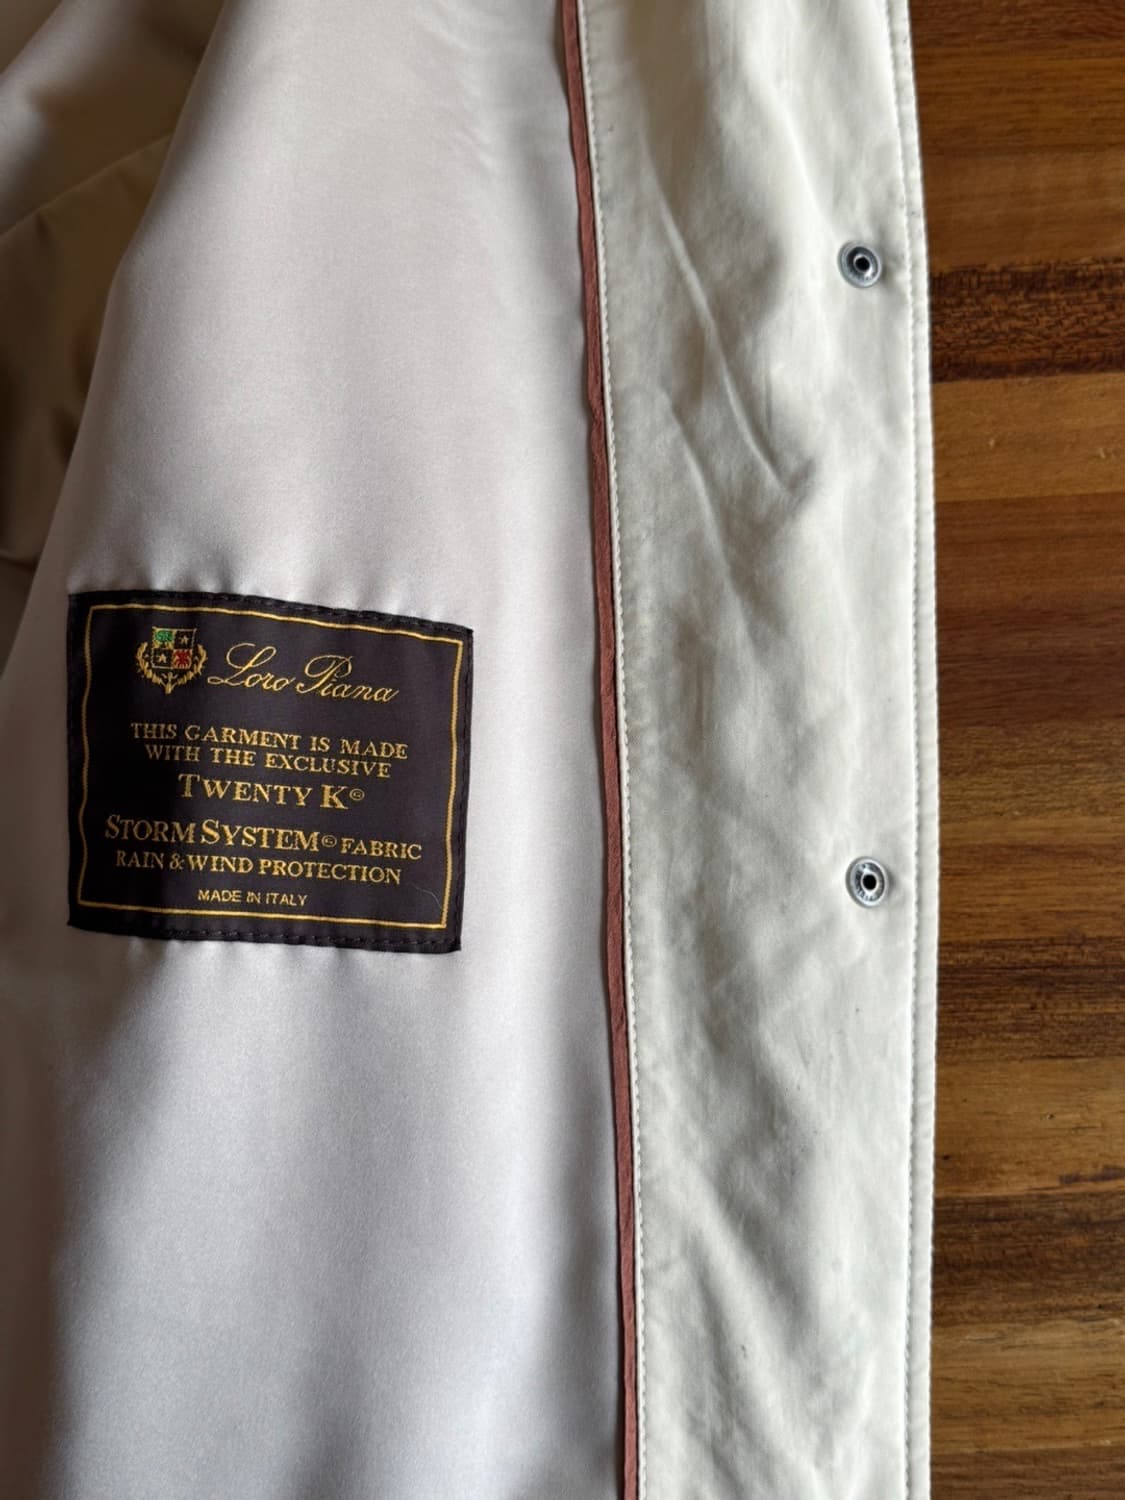 Loro Piana
THIS GARMENT IS MADE
WITH THE EXCLUSIVE
TWENTY K©
STORM SYSTEM© FABRIC
RAIN & WIND PROTECTION
MADE IN ITALY